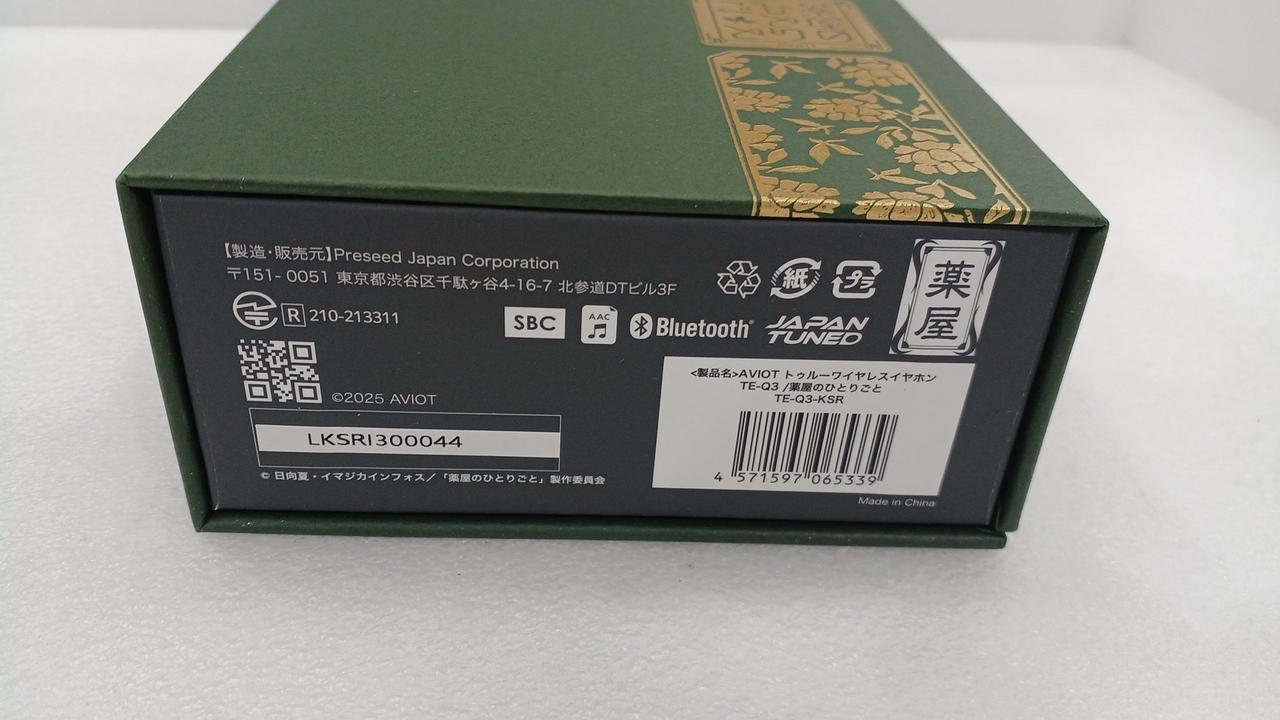 【製造・販売元】Preseed Japan Corporation
〒151-0051 東京都渋谷区千駄ヶ谷4-16-7 北参道DTビル3F
R 210-213311
SBC
AAC
Bluetooth
JAPAN
TUNED
紙
プラ
薬
屋
©2025 AVIOT
LKSR1300044
© 日向夏・イマジカインフォス/「薬屋のひとりごと」製作委員会
<製品名>AVIOT トゥルーワイヤレスイヤホン
TE-Q3 /薬屋のひとりごと
TE-Q3-KSR
4 571597 065339
Made in China